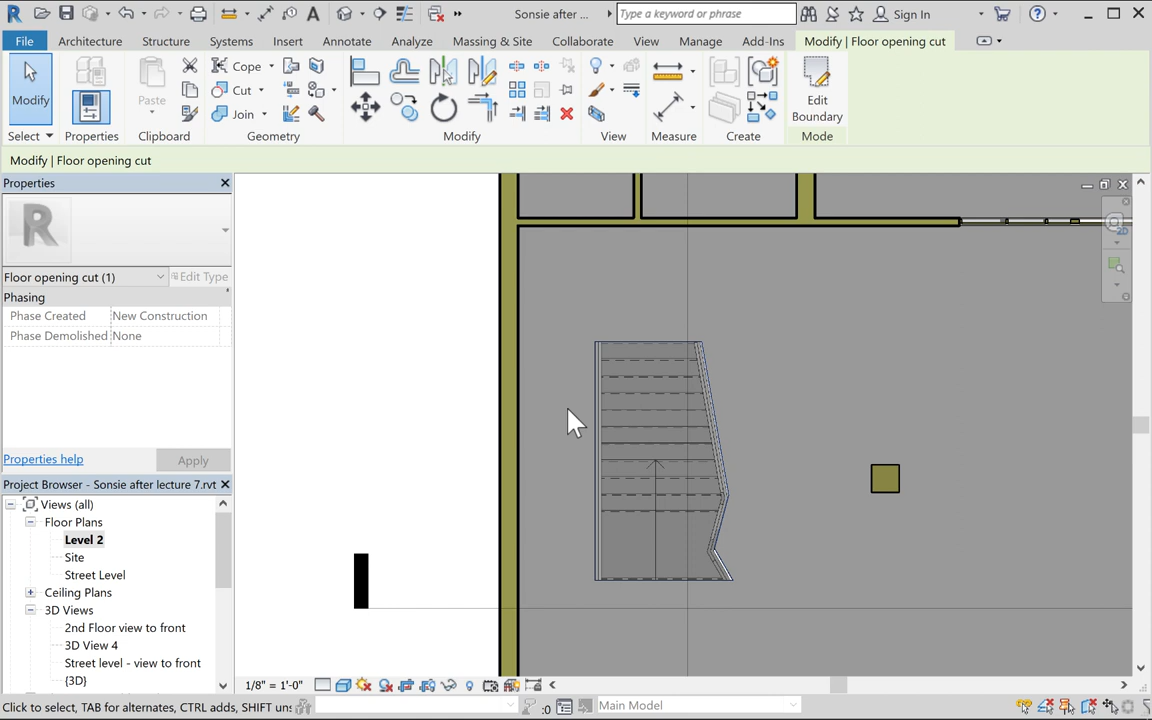 Sonsie after ...
Type a keyword or phrase
Sign In
File
Architecture
Structure
Systems
Insert
Annotate
Analyze
Massing & Site
Collaborate
View
Manage
Add-Ins
Modify | Floor opening cut
Modify
Paste
Cope
Cut
Join
Edit
Boundary
Select
Properties
Clipboard
Geometry
Modify
View
Measure
Create
Mode
Modify | Floor opening cut
Properties
R
Floor opening cut (1)
Edit Type
Phasing
Phase Created
New Construction
Phase Demolished
None
Properties help
Apply
Project Browser - Sonsie after lecture 7.rvt
Views (all)
Floor Plans
Level 2
Site
Street Level
Ceiling Plans
3D Views
2nd Floor view to front
3D View 4
Street level - view to front
{3D}
2D
1/8" = 1'-0"
Click to select, TAB for alternates, CTRL adds, SHIFT uns
:0
Main Model